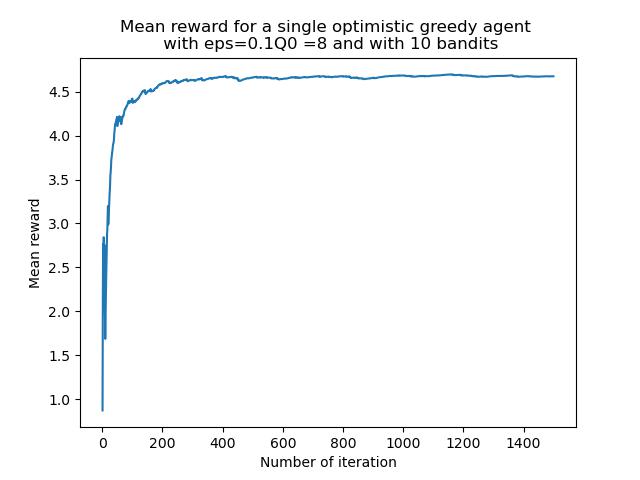 Mean reward for a single optimistic greedy agent
with eps=0.1Q0 =8 and with 10 bandits
Mean reward
4.5
4.0
3.5
3.0
2.5
2.0
1.5
1.0
0 200 400 600 800 1000 1200 1400
Number of iteration